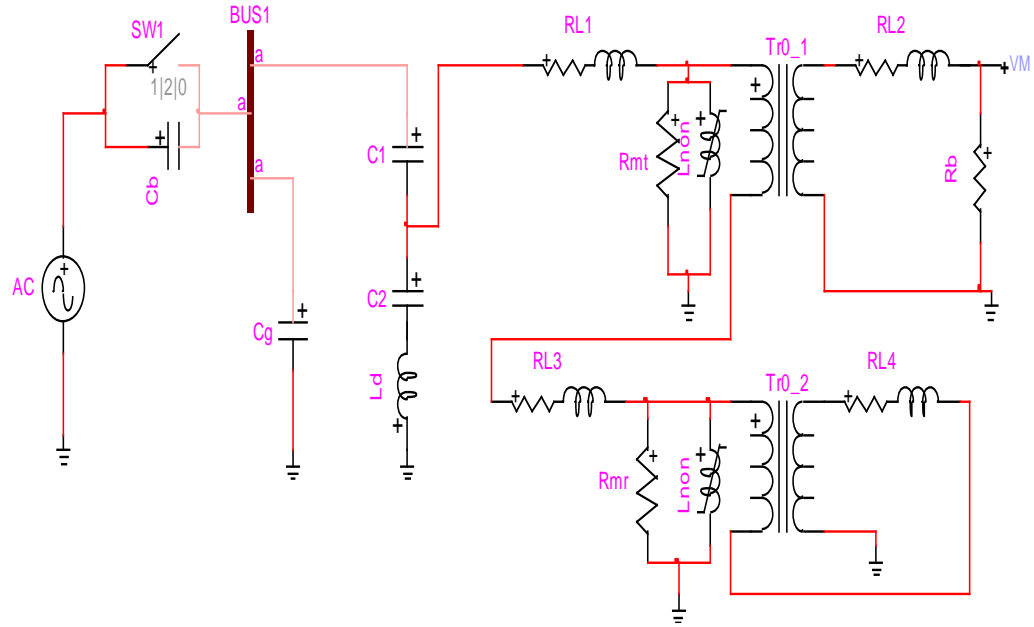 SW1
BUS1
1|2|0
a
a
a
Cb
AC
Cg
C1
C2
Ld
RL1
Tr0_1
RL2
VM
Rmt
Lnon
Rb
RL3
Tr0_2
RL4
Rmr
Lnon